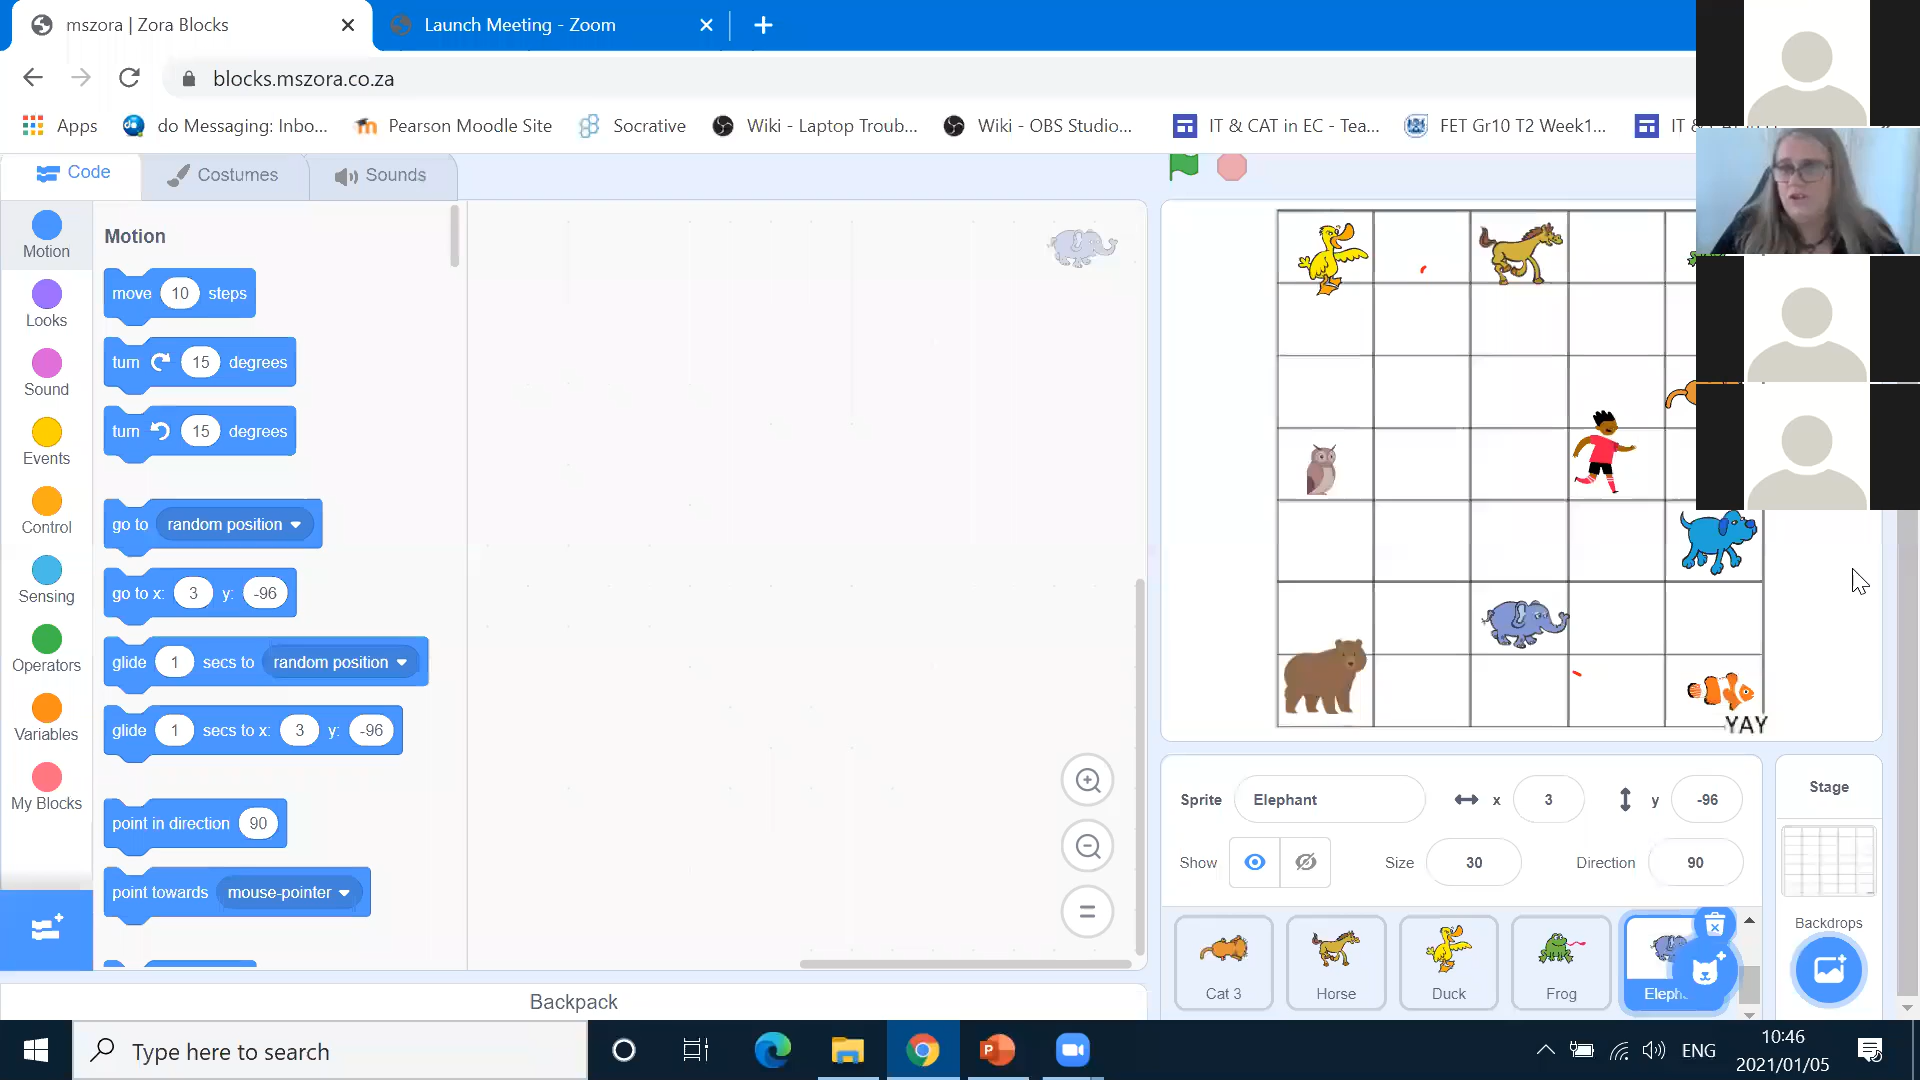 mszora | Zora Blocks
Launch Meeting - Zoom
blocks.mszora.co.za
Apps
do Messaging: Inbo...
Pearson Moodle Site
Socrative
Wiki - Laptop Troub...
Wiki - OBS Studio...
IT & CAT in EC - Tea...
FET Gr10 T2 Week1...
Code
Costumes
Sounds
Motion
Looks
Sound
Events
Control
Sensing
Operators
Variables
My Blocks
Motion
move 10 steps
turn 15 degrees
turn 15 degrees
go to random position
go to x: 3 y: -96
glide 1 secs to random position
glide 1 secs to x: 3 y: -96
point in direction 90
point towards mouse-pointer
Backpack
YAY
Sprite Elephant x 3 y -96
Show Size 30 Direction 90
Cat 3
Horse
Duck
Frog
Eleph
Stage
Backdrops
Type here to search
ENG
10:46
2021/01/05